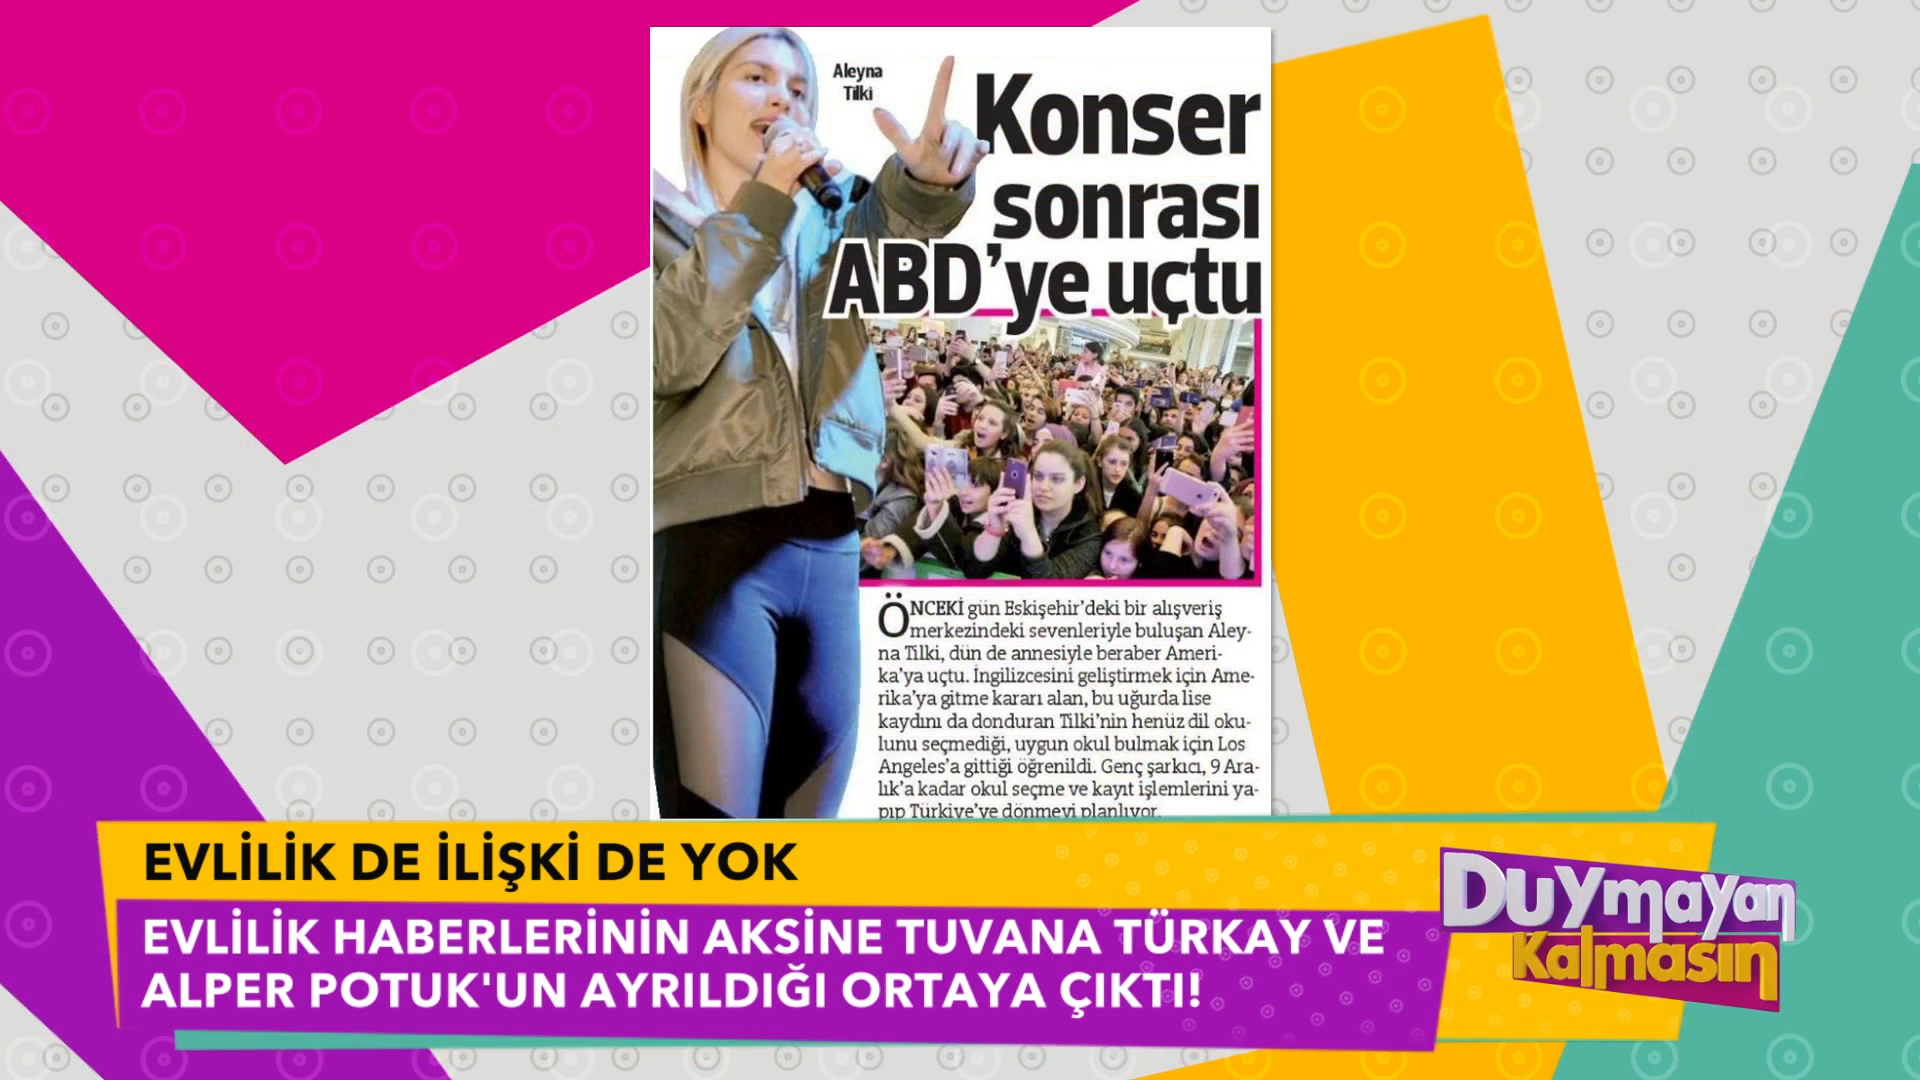 Aleyna
Tilki
Konser
sonrası
ABD'ye uçtu
ÖNCEKİ gün Eskişehir'deki bir alışveriş
merkezindeki sevenleriyle buluşan Aley-
na Tilki, dün de annesiyle beraber Ameri-
ka'ya uçtu. İngilizcesini geliştirmek için Ame-
rika'ya gitme kararı alan, bu uğurda lise
kaydını da donduran Tilki'nin henüz dil oku-
lunu seçmediği, uygun okul bulmak için Los
Angeles'a gittiği öğrenildi. Genç şarkıcı, 9 Ara-
lık'a kadar okul seçme ve kayıt işlemlerini ya-
pıp Türkiye'ye dönmeyi planlıyor.
EVLİLİK DE İLİŞKİ DE YOK
EVLİLİK HABERLERİNİN AKSİNE TUVANA TÜRKAY VE
ALPER POTUK'UN AYRILDIĞI ORTAYA ÇIKTI!
Duymayan
Kalmasın